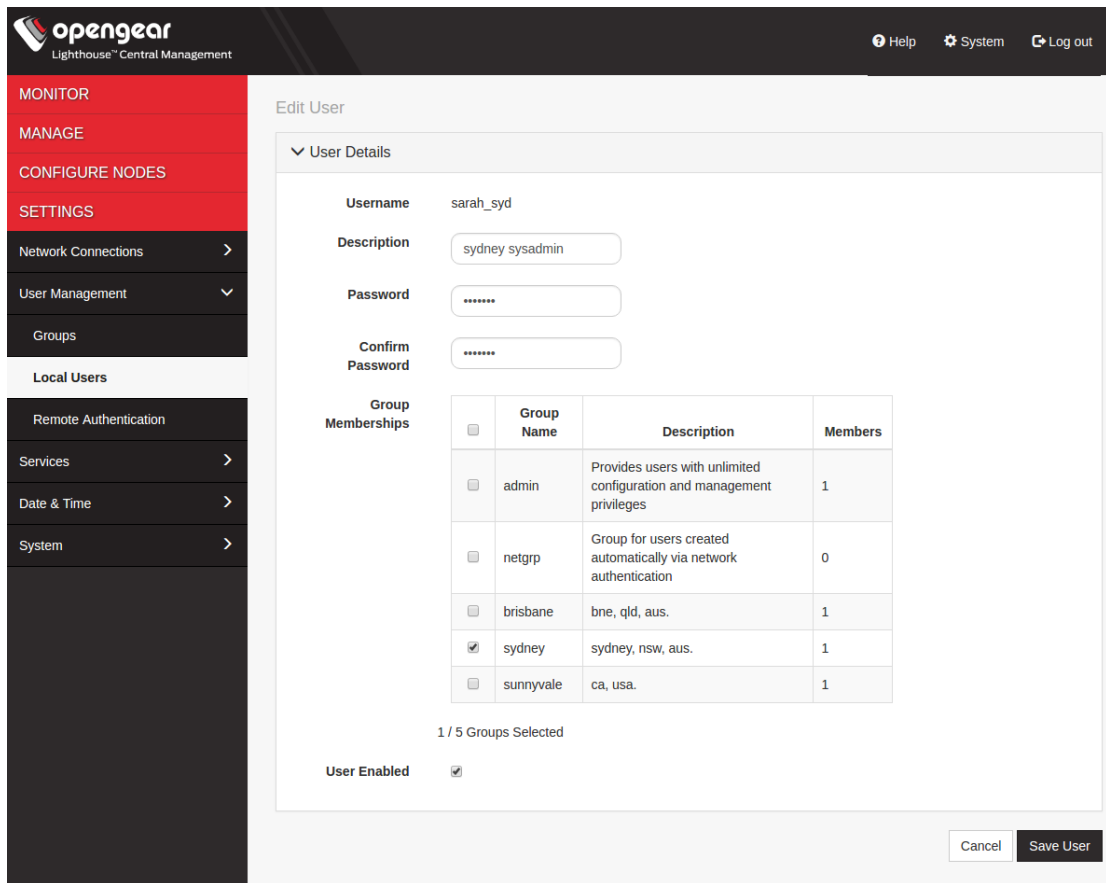 opengear
Lighthouse™ Central Management
Help System Log out
MONITOR
MANAGE
CONFIGURE NODES
SETTINGS
Network Connections
User Management
Groups
Local Users
Remote Authentication
Services
Date & Time
System
Edit User
User Details
Username sarah_syd
Description sydney sysadmin
Password •••••••
Confirm
Password •••••••
Group
Memberships
Group
Name Description Members
admin Provides users with unlimited
configuration and management
privileges 1
netgrp Group for users created
automatically via network
authentication 0
brisbane bne, qld, aus. 1
sydney sydney, nsw, aus. 1
sunnyvale ca, usa. 1
1 / 5 Groups Selected
User Enabled
Cancel Save User